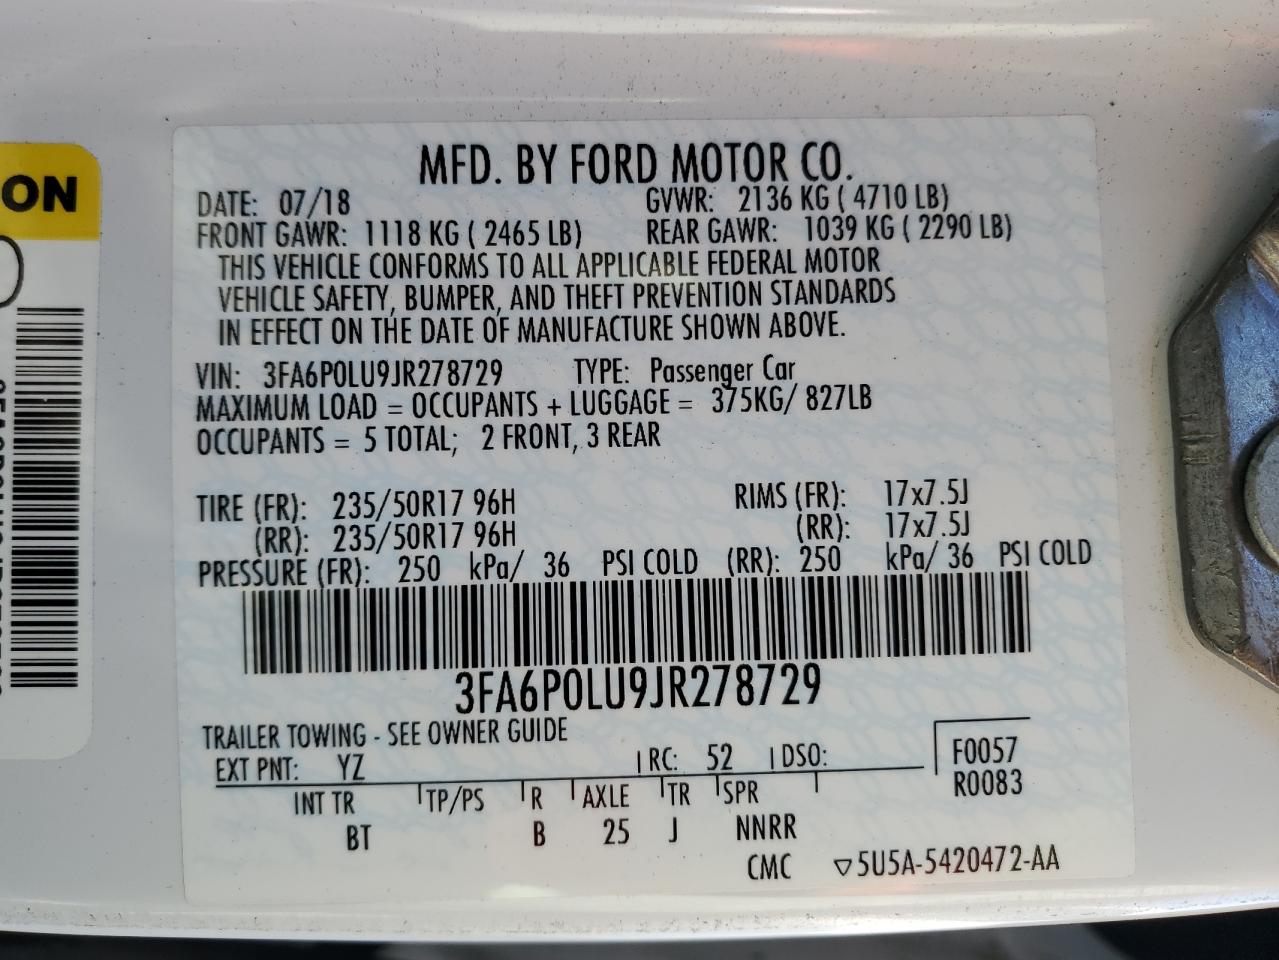 ON
MFD. BY FORD MOTOR CO.
DATE: 07/18 GVWR: 2136 KG ( 4710 LB)
FRONT GAWR: 1118 KG ( 2465 LB) REAR GAWR: 1039 KG ( 2290 LB)
THIS VEHICLE CONFORMS TO ALL APPLICABLE FEDERAL MOTOR
VEHICLE SAFETY, BUMPER, AND THEFT PREVENTION STANDARDS
IN EFFECT ON THE DATE OF MANUFACTURE SHOWN ABOVE.
VIN: 3FA6P0LU9JR278729 TYPE: Passenger Car
MAXIMUM LOAD = OCCUPANTS + LUGGAGE = 375KG/ 827LB
OCCUPANTS = 5 TOTAL; 2 FRONT, 3 REAR
TIRE (FR): 235/50R17 96H RIMS (FR): 17x7.5J
(RR): 235/50R17 96H (RR): 17x7.5J
PRESSURE (FR): 250 kPa/ 36 PSI COLD (RR): 250 kPa/ 36 PSI COLD
3FA6P0LU9JR278729
TRAILER TOWING - SEE OWNER GUIDE
EXT PNT: YZ RC: 52 DSO: F0057
R0083
INT TR TP/PS R AXLE TR SPR
BT B 25 J NNRR
CMC ▽5U5A-5420472-AA